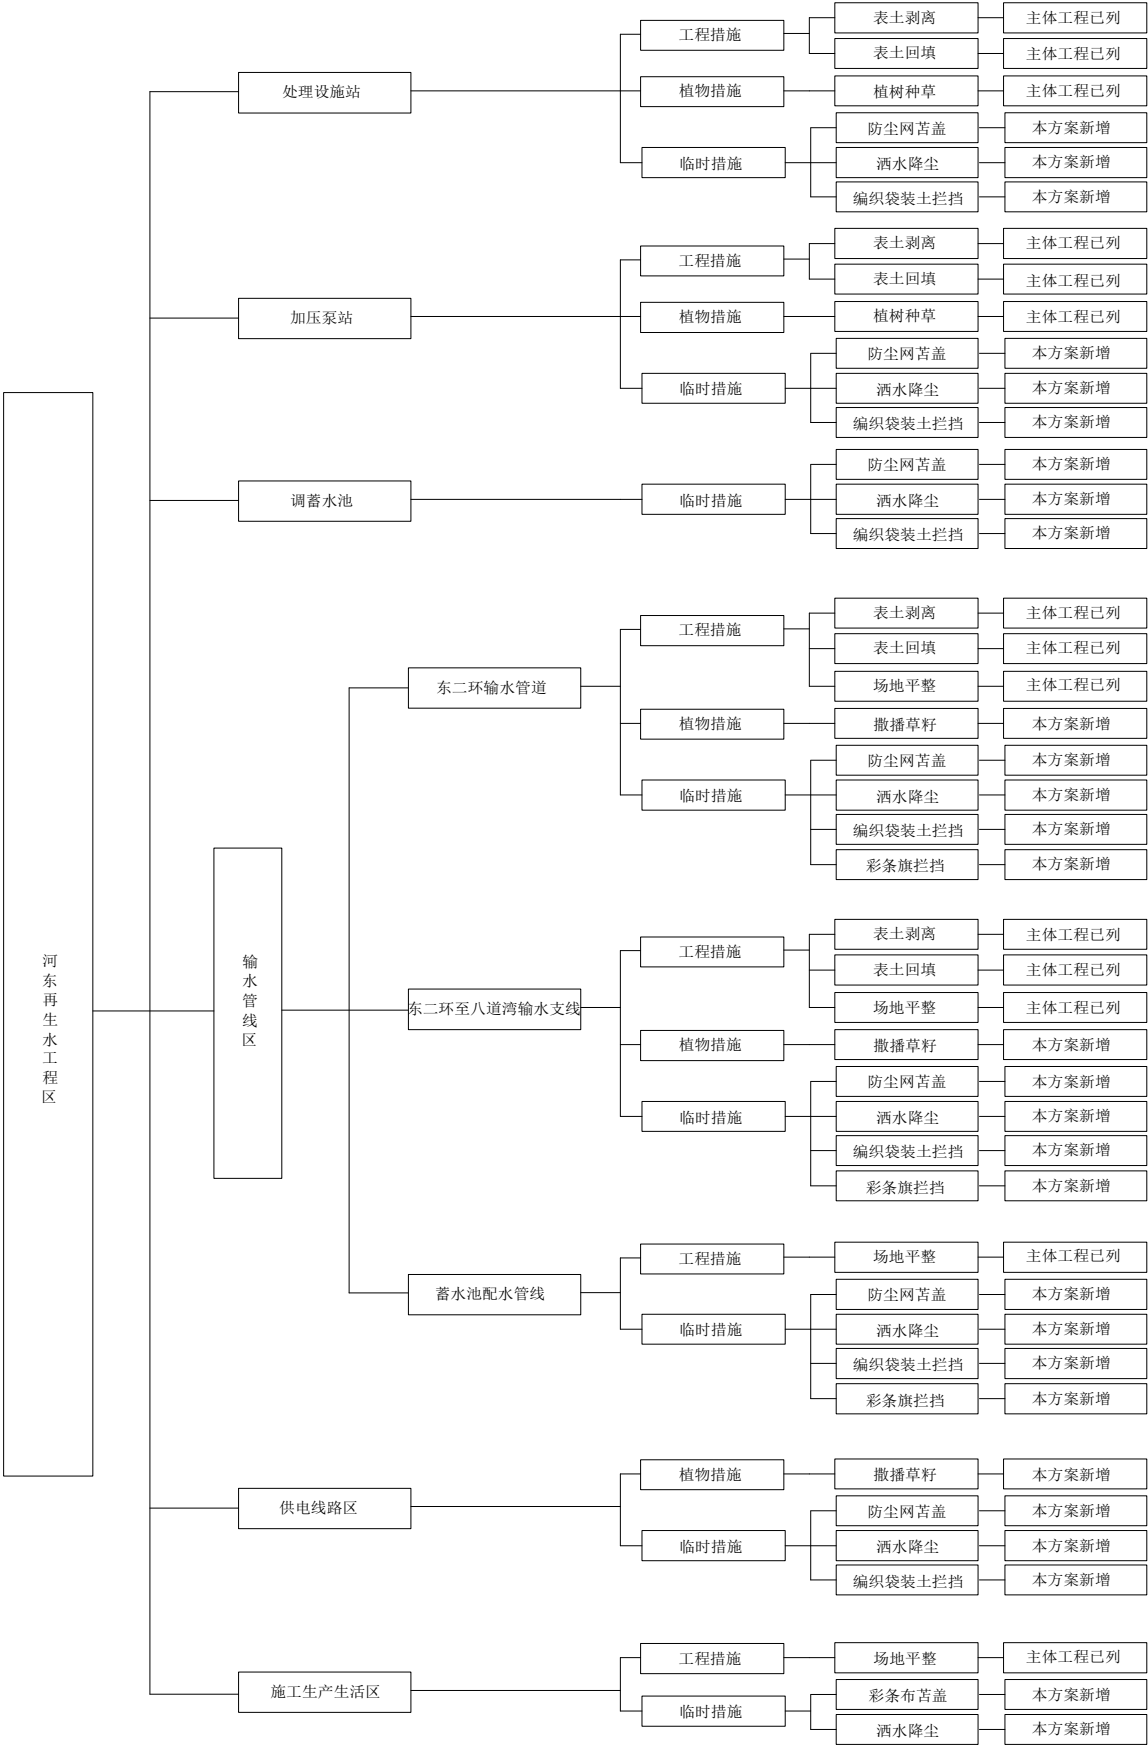 河东再生水工程区
处理设施站
工程措施
表土剥离
主体工程已列
表土回填
主体工程已列
植物措施
植树种草
主体工程已列
临时措施
防尘网苫盖
本方案新增
洒水降尘
本方案新增
编织袋装土拦挡
本方案新增
加压泵站
工程措施
表土剥离
主体工程已列
表土回填
主体工程已列
植物措施
植树种草
主体工程已列
临时措施
防尘网苫盖
本方案新增
洒水降尘
本方案新增
编织袋装土拦挡
本方案新增
调蓄水池
临时措施
防尘网苫盖
本方案新增
洒水降尘
本方案新增
编织袋装土拦挡
本方案新增
输水管线区
东二环输水管道
工程措施
表土剥离
主体工程已列
表土回填
主体工程已列
场地平整
主体工程已列
植物措施
撒播草籽
本方案新增
临时措施
防尘网苫盖
本方案新增
洒水降尘
本方案新增
编织袋装土拦挡
本方案新增
彩条旗拦挡
本方案新增
东二环至八道湾输水支线
工程措施
表土剥离
主体工程已列
表土回填
主体工程已列
场地平整
主体工程已列
植物措施
撒播草籽
本方案新增
临时措施
防尘网苫盖
本方案新增
洒水降尘
本方案新增
编织袋装土拦挡
本方案新增
彩条旗拦挡
本方案新增
蓄水池配水管线
工程措施
场地平整
主体工程已列
临时措施
防尘网苫盖
本方案新增
洒水降尘
本方案新增
编织袋装土拦挡
本方案新增
彩条旗拦挡
本方案新增
供电线路区
植物措施
撒播草籽
本方案新增
临时措施
防尘网苫盖
本方案新增
洒水降尘
本方案新增
编织袋装土拦挡
本方案新增
施工生产生活区
工程措施
场地平整
主体工程已列
临时措施
彩条布苫盖
本方案新增
洒水降尘
本方案新增